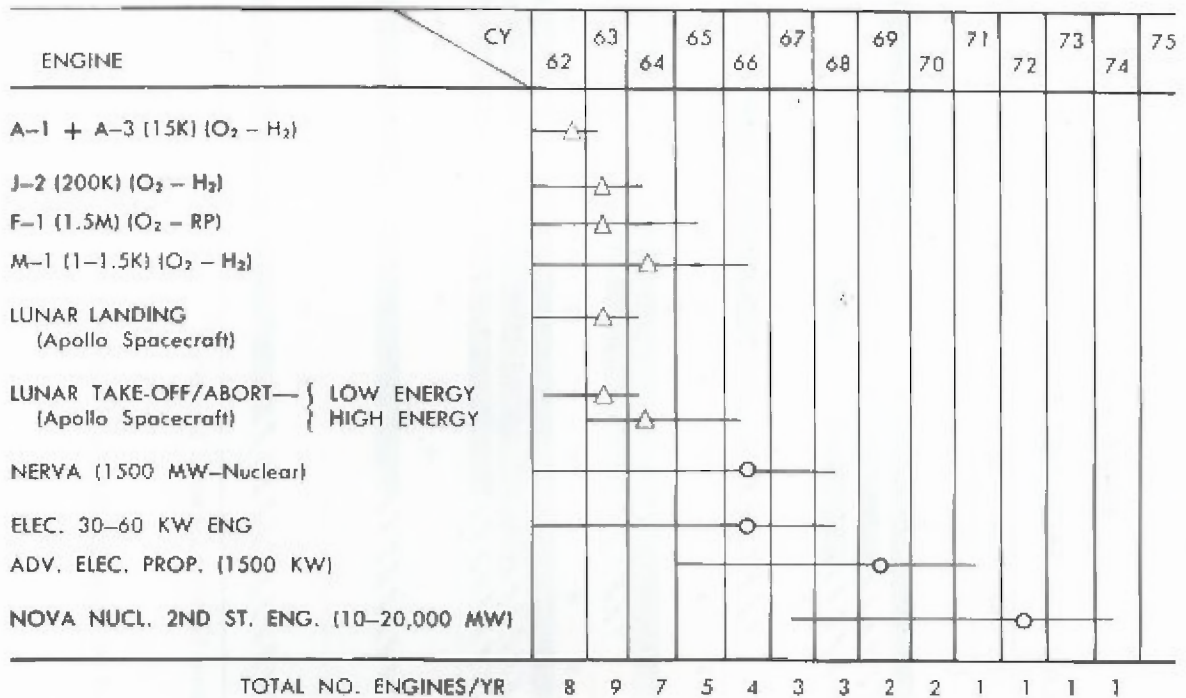 CY
ENGINE
62 63 64 65 66 67 68 69 70 71 72 73 74 75
A–1 + A–3 (15K) (O₂ – H₂)
J–2 (200K) (O₂ – H₂)
F–1 (1.5M) (O₂ – RP)
M–1 (1–1.5K) (O₂ – H₂)
LUNAR LANDING
(Apollo Spacecraft)
LUNAR TAKE-OFF/ABORT— { LOW ENERGY
(Apollo Spacecraft) { HIGH ENERGY
NERVA (1500 MW–Nuclear)
ELEC. 30–60 KW ENG
ADV. ELEC. PROP. (1500 KW)
NOVA NUCL. 2ND ST. ENG. (10–20,000 MW)
TOTAL NO. ENGINES/YR 8 9 7 5 4 3 3 2 2 1 1 1 1